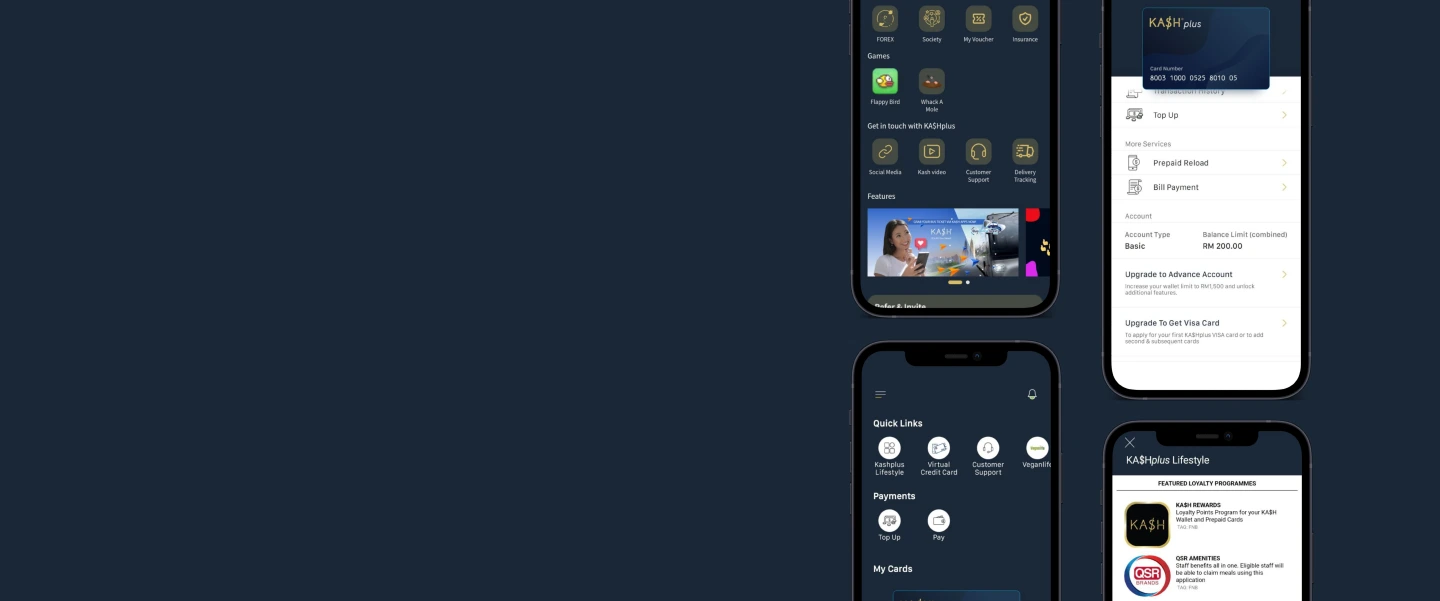 FOREX
Society
My Voucher
Insurance
Games
Flappy Bird
Whack A
Mole
Get in touch with KA$Hplus
Social Media
Kash video
Customer
Support
Delivery
Tracking
Features
KA$H
Refer & Invite
Quick Links
Kashplus
Lifestyle
Virtual
Credit Card
Customer
Support
Veganlife
Payments
Top Up
Pay
My Cards
KA$H plus
Card Number
8003 1000 0525 8010 05
Transaction History
Top Up
More Services
Prepaid Reload
Bill Payment
Account
Account Type
Balance Limit (combined)
Basic
RM 200.00
Upgrade to Advance Account
Increase your wallet limit to RM1,500 and unlock
additional features.
Upgrade To Get Visa Card
To apply for your first KA$Hplus VISA card or to add
second & subsequent cards
KA$Hplus Lifestyle
FEATURED LOYALTY PROGRAMMES
KA$H
KA$H REWARDS
Loyalty Points Program for your KA$H
Wallet and Prepaid Cards
TAG: FNB
QSR
BRANDS
QSR AMENITIES
Staff benefits all in one. Eligible staff will
be able to claim meals using this
application
TAG: FNB